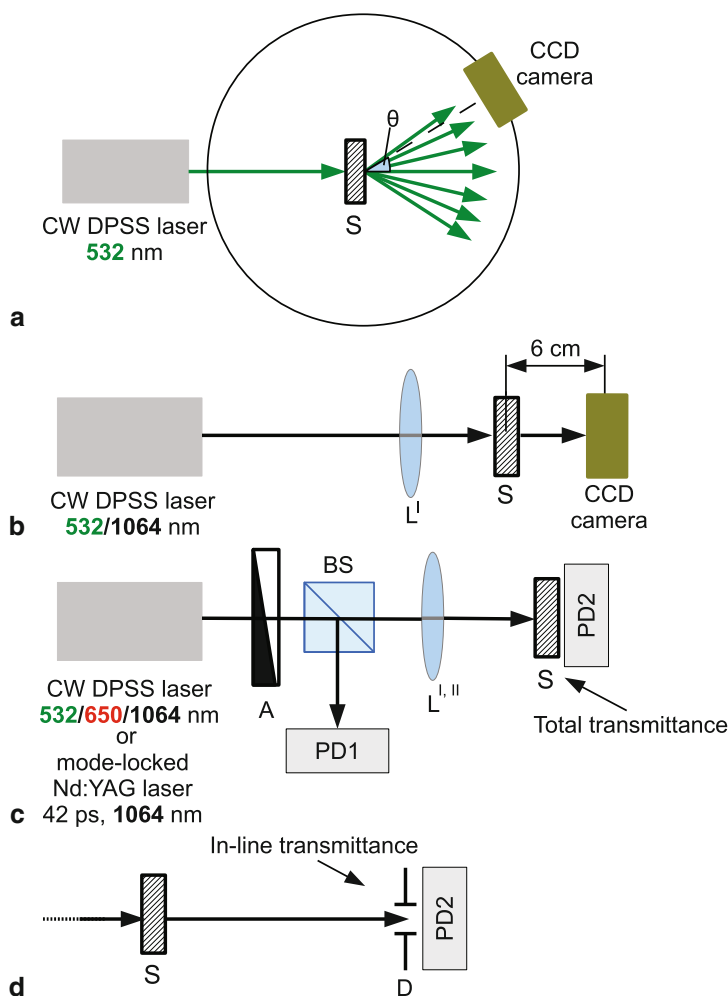 CCD
camera
θ
S
CW DPSS laser
532 nm
a
6 cm
CW DPSS laser
532/1064 nm
L^I
S
CCD
camera
b
BS
PD2
A
L^I, II
S
CW DPSS laser
532/650/1064 nm
or
mode-locked
Nd:YAG laser
42 ps, 1064 nm
PD1
Total transmittance
c
In-line transmittance
PD2
S
D
d